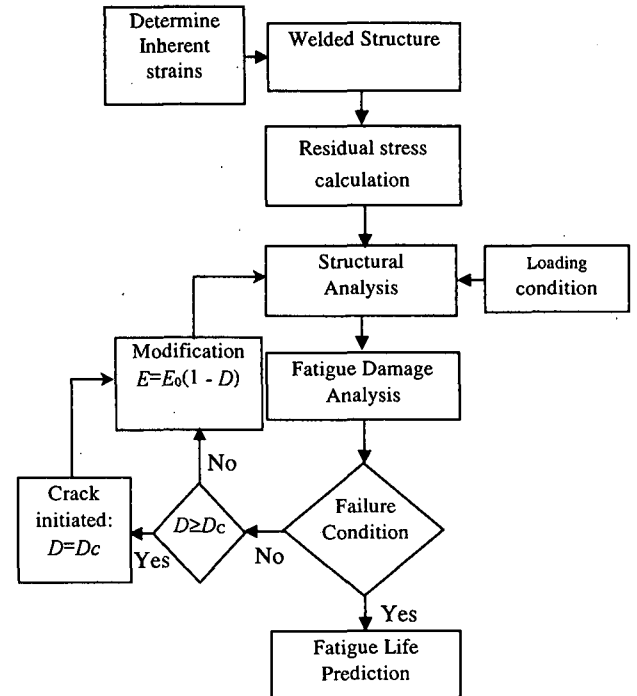 Determine
Inherent
strains
Welded Structure
Residual stress
calculation
Structural
Analysis
Loading
condition
Modification
E=E₀(1 - D)
Fatigue Damage
Analysis
No
Crack
initiated:
D=Dc
Yes
D≥Dc
No
Failure
Condition
Yes
Fatigue Life
Prediction